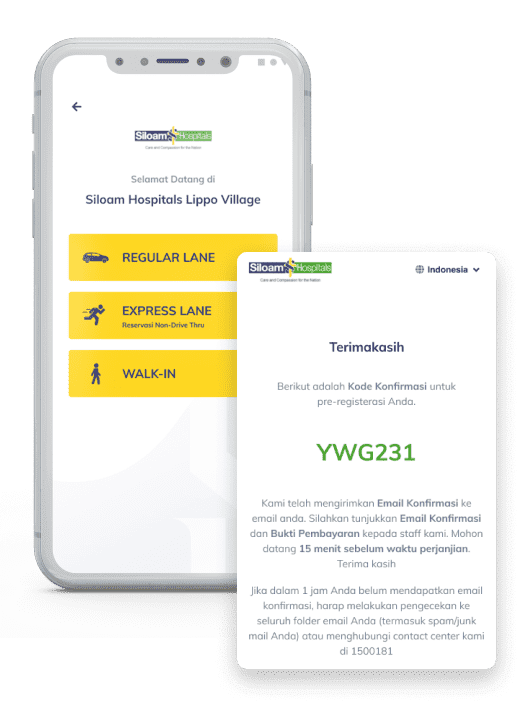 Siloam Hospitals
Care and Compassion for the Nation
Selamat Datang di
Siloam Hospitals Lippo Village
REGULAR LANE
EXPRESS LANE
Reservasi Non-Drive Thru
WALK-IN
Siloam Hospitals
Care and Compassion for the Nation
Indonesia
Terimakasih
Berikut adalah Kode Konfirmasi untuk
pre-registerasi Anda.
YWG231
Kami telah mengirimkan Email Konfirmasi ke
email anda. Silahkan tunjukkan Email Konfirmasi
dan Bukti Pembayaran kepada staff kami. Mohon
datang 15 menit sebelum waktu perjanjian.
Terima kasih
Jika dalam 1 jam Anda belum mendapatkan email
konfirmasi, harap melakukan pengecekan ke
seluruh folder email Anda (termasuk spam/junk
mail Anda) atau menghubungi contact center kami
di 1500181